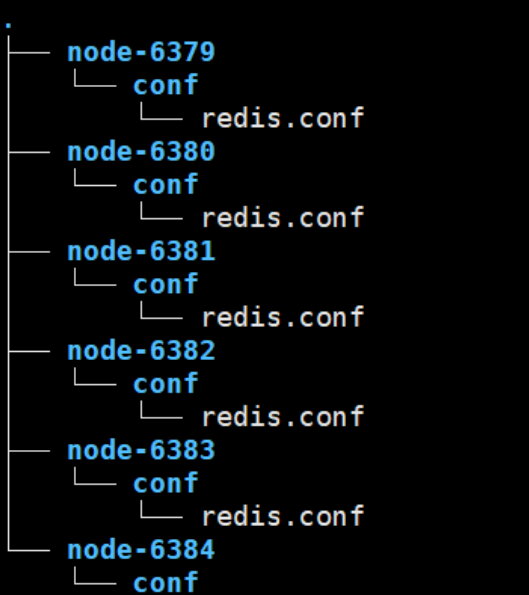 .
node-6379
conf
redis.conf
node-6380
conf
redis.conf
node-6381
conf
redis.conf
node-6382
conf
redis.conf
node-6383
conf
redis.conf
node-6384
conf